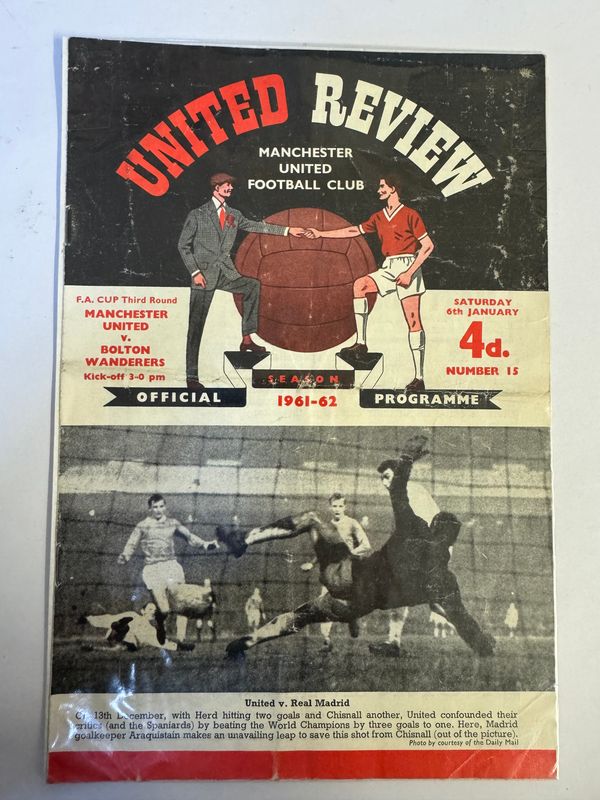 UNITED REVIEW
MANCHESTER
UNITED
FOOTBALL CLUB
F.A. CUP Third Round
MANCHESTER
UNITED
v.
BOLTON
WANDERERS
Kick-off 3-0 pm
SATURDAY
6th JANUARY
4d.
NUMBER 15
SEASON
OFFICIAL 1961-62 PROGRAMME
United v. Real Madrid
On 13th December, with Herd hitting two goals and Chisnall another, United confounded their
critics (and the Spaniards) by beating the World Champions by three goals to one. Here, Madrid
goalkeeper Araquistain makes an unavailing leap to save this shot from Chisnall (out of the picture).
Photo by courtesy of the Daily Mail